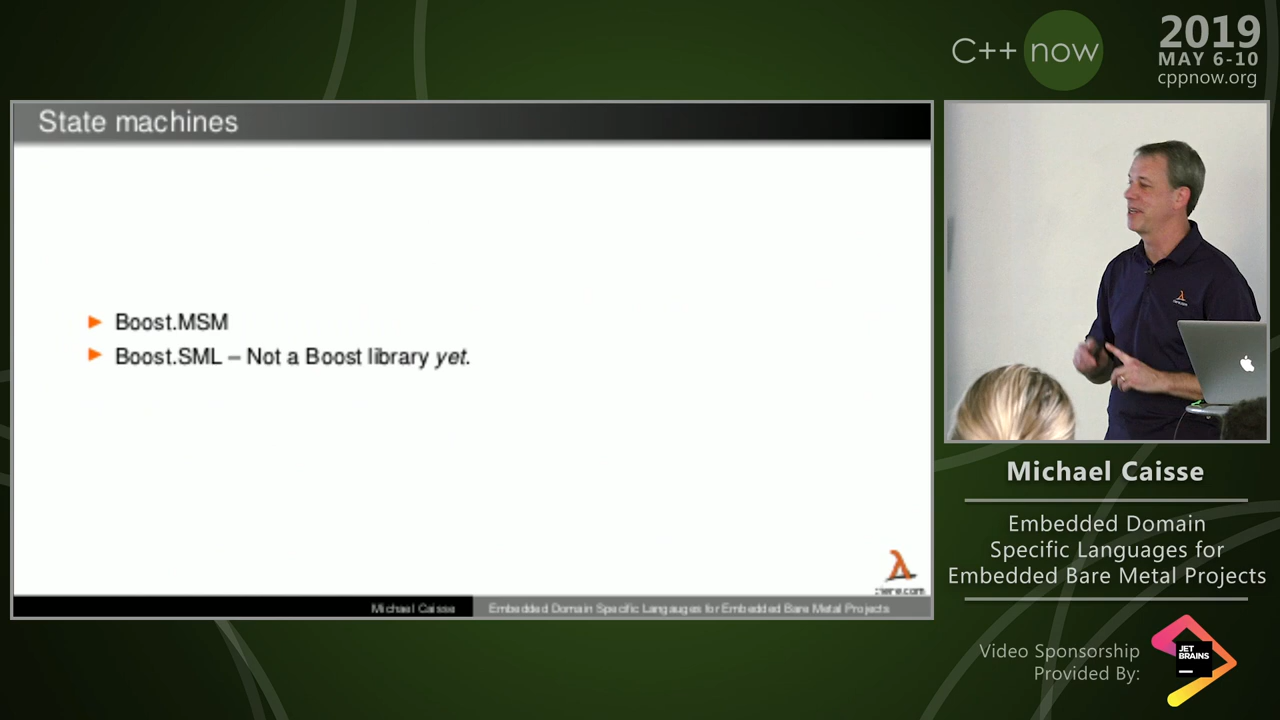 C++ now
2019
MAY 6-10
cppnow.org
State machines
Boost.MSM
Boost.SML – Not a Boost library yet.
Michael Caisse
Embedded Domain Specific Langauges for Embedded Bare Metal Projects
Michael Caisse
Embedded Domain
Specific Languages for
Embedded Bare Metal Projects
Video Sponsorship
Provided By:
JET
BRAINS